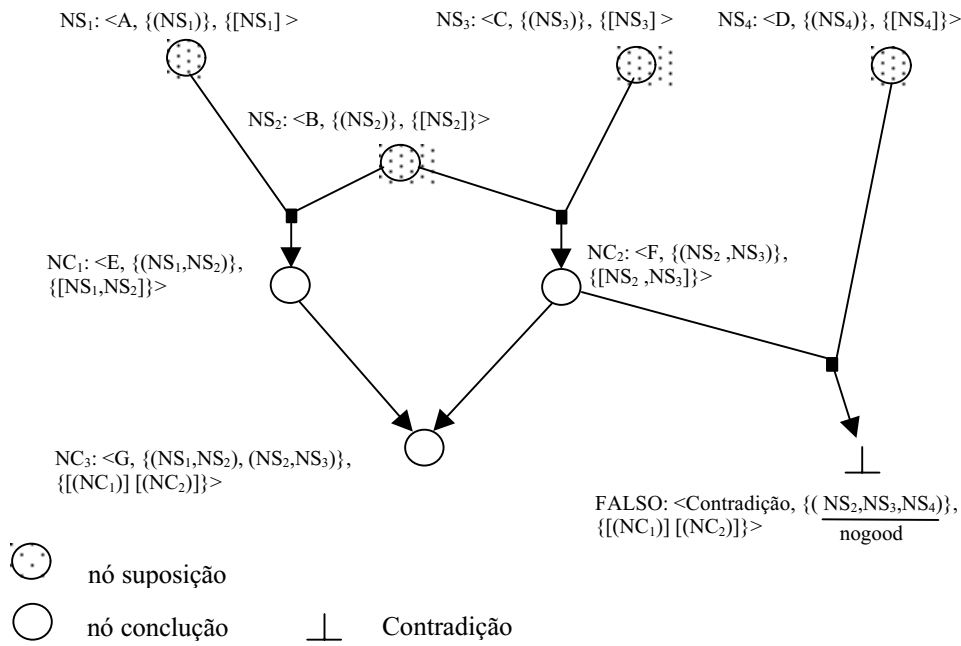 NS₁: <A, {(NS₁)}, {[NS₁] >
NS₃: <C, {(NS₃)}, {[NS₃] >
NS₄: <D, {(NS₄)}, {[NS₄]}>
NS₂: <B, {(NS₂)}, {[NS₂]}>
NC₁: <E, {(NS₁,NS₂)},
{[NS₁,NS₂]}>
NC₂: <F, {(NS₂ ,NS₃)},
{[NS₂ ,NS₃]}>
NC₃: <G, {(NS₁,NS₂), (NS₂,NS₃)},
{[(NC₁)] [(NC₂)]}>
FALSO: <Contradição, {( NS₂,NS₃,NS₄)},
{[(NC₁)] [(NC₂)]}>
nogood
nó suposição
nó conclução
Contradição